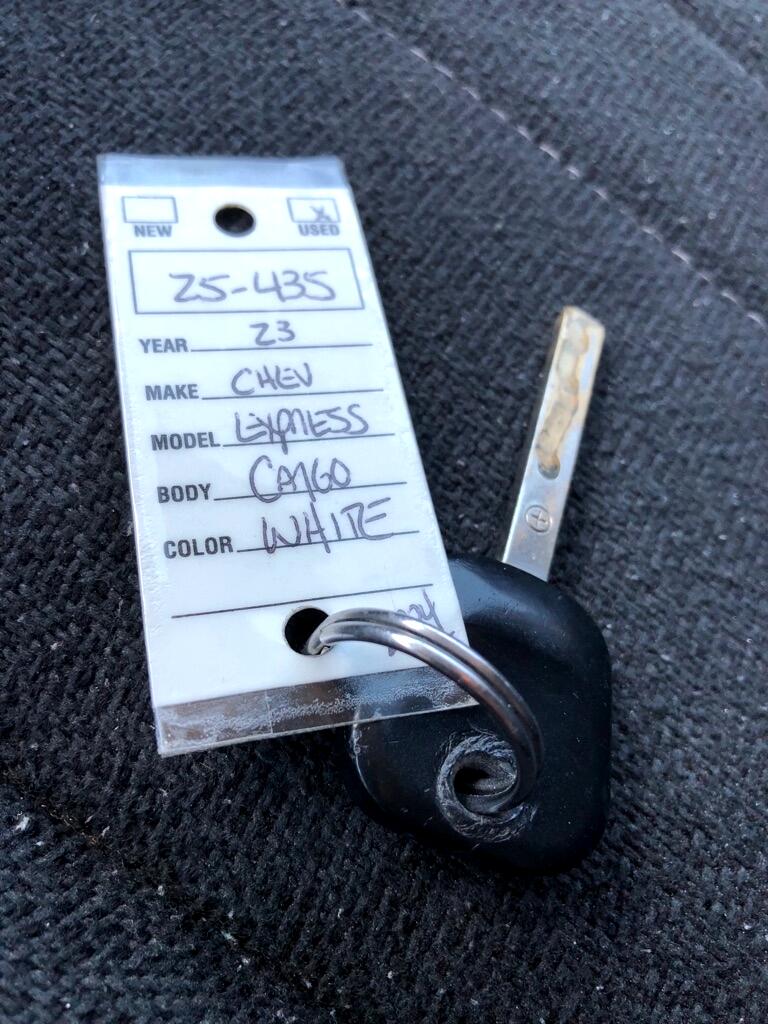 NEW X USED
25-435
YEAR 23
MAKE CHEV
MODEL EXPRESS
BODY CARGO
COLOR WHITE